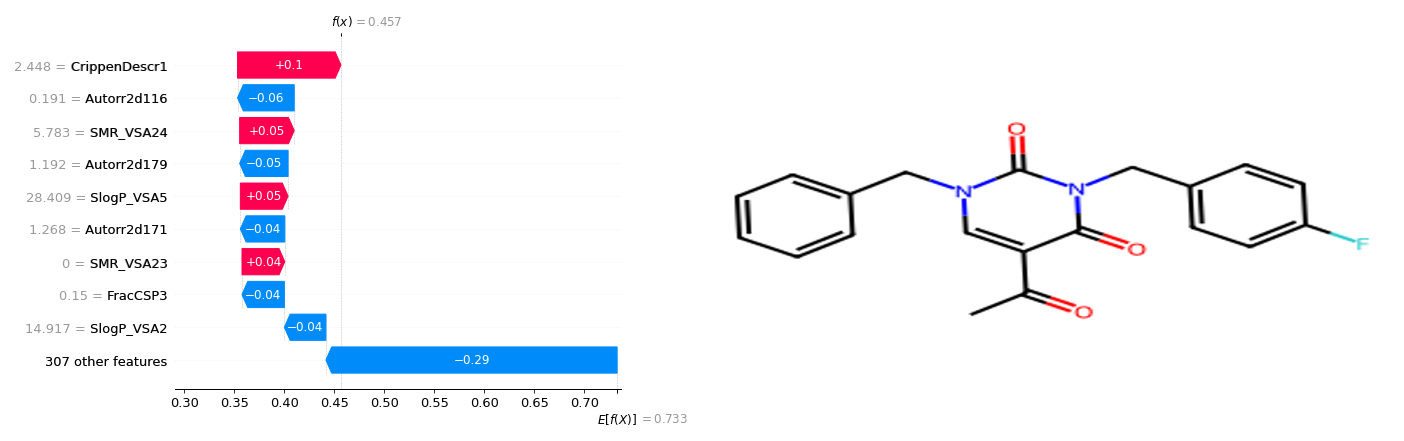 f(x) = 0.457
2.448 = CrippenDescr1 +0.1
0.191 = Autorr2d116 −0.06
5.783 = SMR_VSA24 +0.05
1.192 = Autorr2d179 −0.05
28.409 = SlogP_VSA5 +0.05
1.268 = Autorr2d171 −0.04
0 = SMR_VSA23 +0.04
0.15 = FracCSP3 −0.04
14.917 = SlogP_VSA2 −0.04
307 other features −0.29
0.30 0.35 0.40 0.45 0.50 0.55 0.60 0.65 0.70
E[f(X)] = 0.733
O
N N
O
F
O